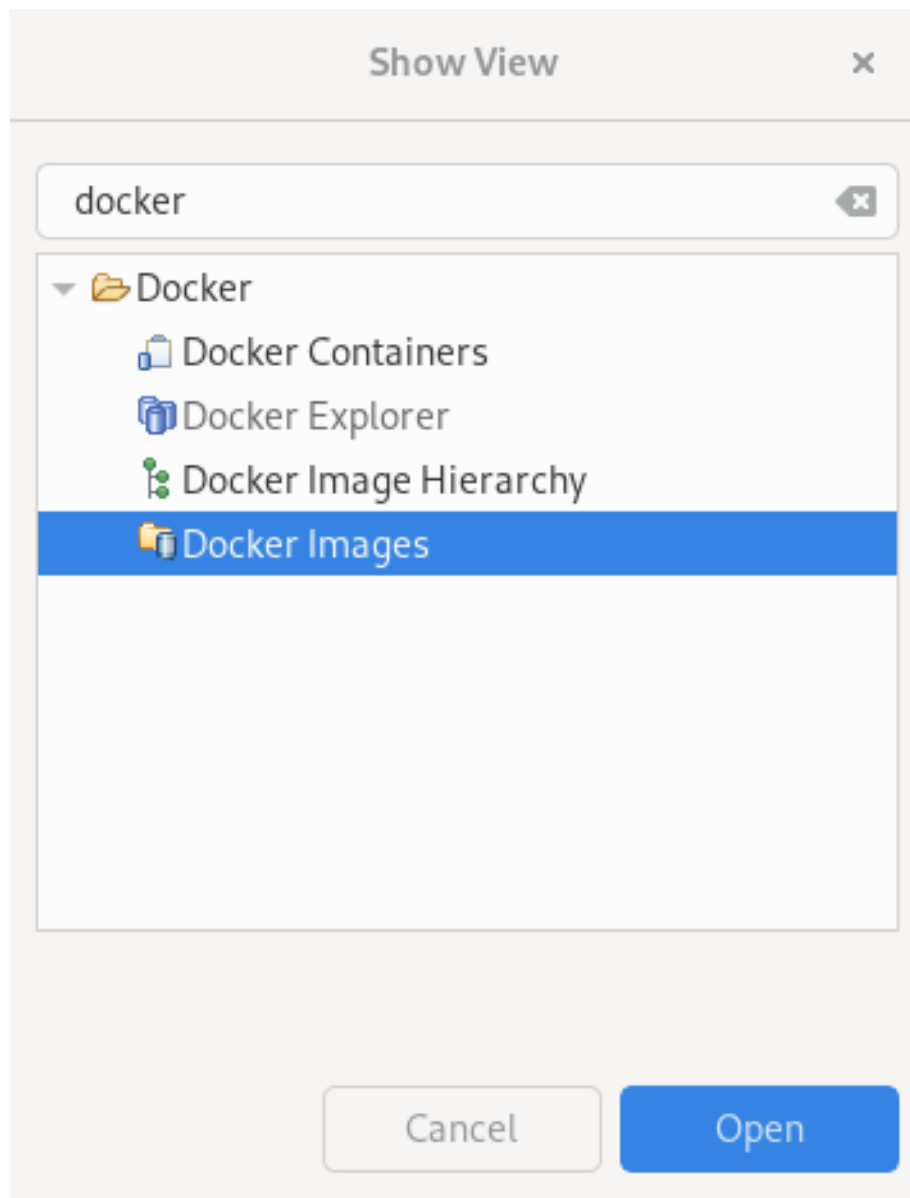 Show View
docker
Docker
Docker Containers
Docker Explorer
Docker Image Hierarchy
Docker Images
Cancel
Open